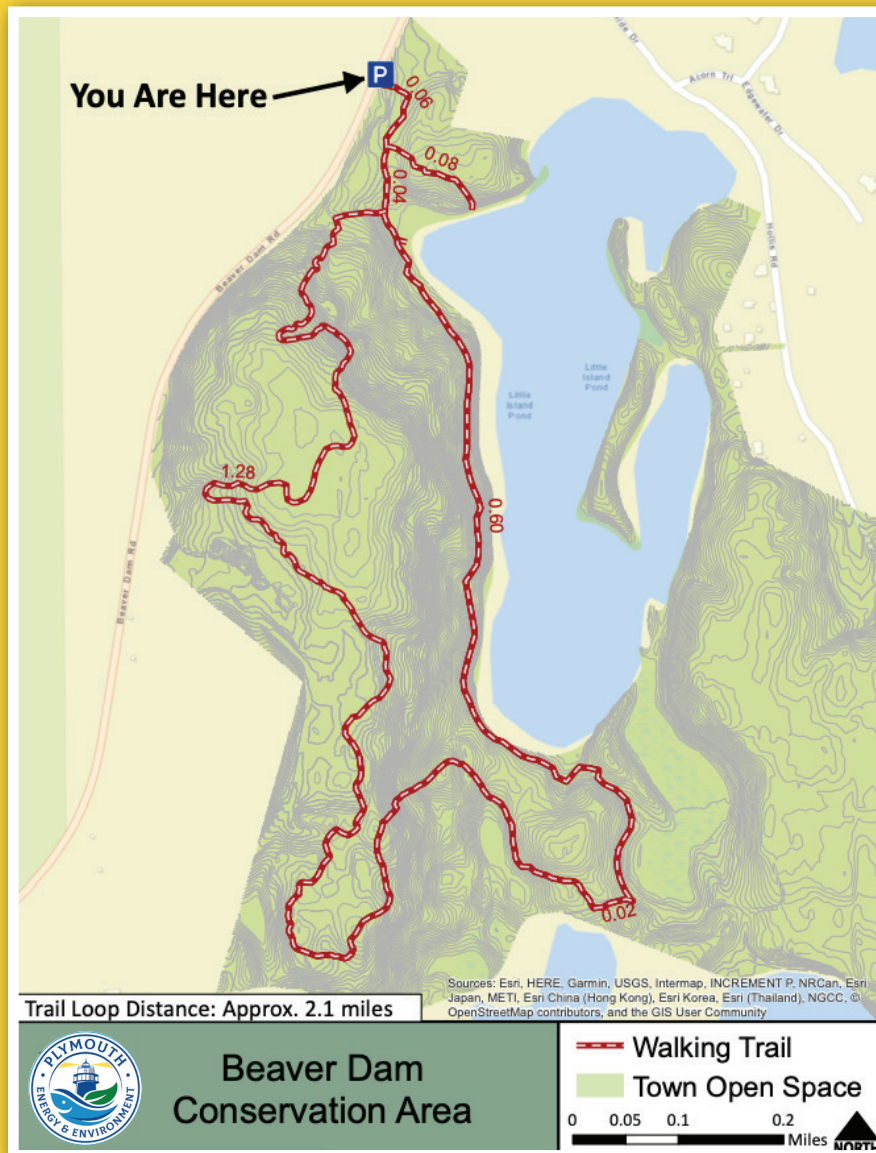 You Are Here
P
0.06
0.08
0.04
Acorn Trl
Edgewater Dr
Hollis Rd
Beaver Dam Rd
Little
Island
Pond
Little
Island
Pond
1.28
0.60
Beaver Dam Rd
0.02
Sources: Esri, HERE, Garmin, USGS, Intermap, INCREMENT P, NRCan, Esri
Japan, METI, Esri China (Hong Kong), Esri Korea, Esri (Thailand), NGCC, ©
OpenStreetMap contributors, and the GIS User Community
Trail Loop Distance: Approx. 2.1 miles
PLYMOUTH
ENERGY & ENVIRONMENT
Beaver Dam
Conservation Area
Walking Trail
Town Open Space
0 0.05 0.1 0.2
Miles
NORTH